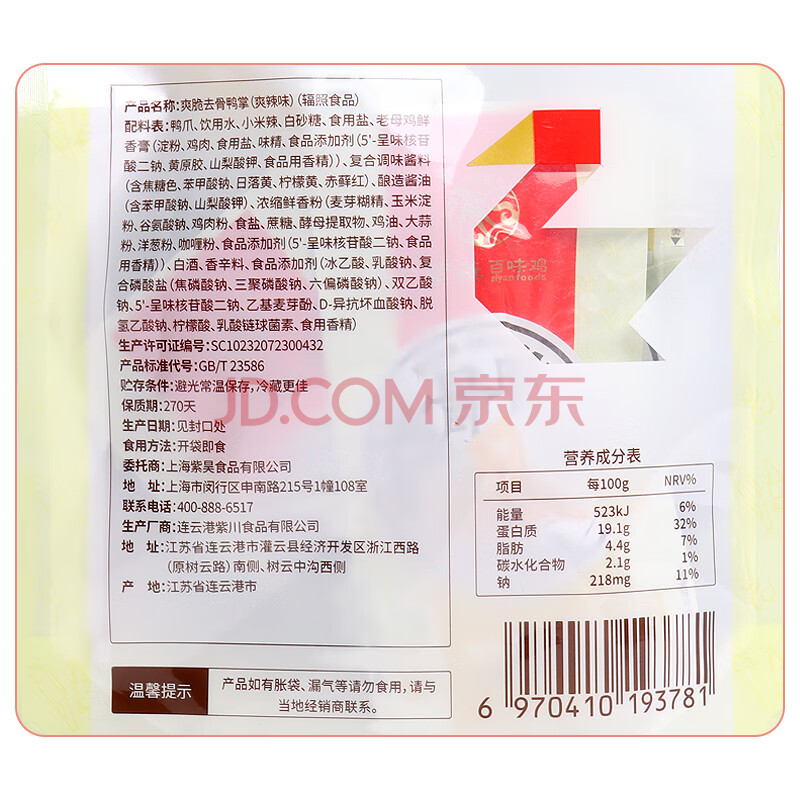 产品名称:爽脆去骨鸭掌(爽辣味)(辐照食品)
配料表:鸭爪、饮用水、小米辣、白砂糖、食用盐、老母鸡鲜
香膏(淀粉、鸡肉、食用盐、味精、食品添加剂(5'-呈味核苷
酸二钠、黄原胶、山梨酸钾、食品用香精))、复合调味酱料
(含焦糖色、苯甲酸钠、日落黄、柠檬黄、赤藓红)、酿造酱油
(含苯甲酸钠、山梨酸钾)、浓缩鲜香粉(麦芽糊精、玉米淀
粉、谷氨酸钠、鸡肉粉、食盐、蔗糖、酵母提取物、鸡油、大蒜
粉、洋葱粉、咖喱粉、食品添加剂(5'-呈味核苷酸二钠、食品
用香精))、白酒、香辛料、食品添加剂(冰乙酸、乳酸钠、复
合磷酸盐(焦磷酸钠、三聚磷酸钠、六偏磷酸钠)、双乙酸
钠、5'-呈味核苷酸二钠、乙基麦芽酚、D-异抗坏血酸钠、脱
氢乙酸钠、柠檬酸、乳酸链球菌素、食用香精)
生产许可证编号:SC10232072300432
产品标准代号:GB/T 23586
贮存条件:避光常温保存,冷藏更佳
保质期:270天
生产日期:见封口处
食用方法:开袋即食
委托商:上海紫昊食品有限公司
地 址:上海市闵行区申南路215号1幢108室
联系电话:400-888-6517
生产厂商:连云港紫川食品有限公司
地 址:江苏省连云港市灌云县经济开发区浙江西路
(原树云路)南侧、树云中沟西侧
产 地:江苏省连云港市
温馨提示
产品如有胀袋、漏气等请勿食用,请与
当地经销商联系。
百味鸡
ziyanfoods
JD.COM 京东
营养成分表
项目 每100g NRV%
能量 523kJ 6%
蛋白质 19.1g 32%
脂肪 4.4g 7%
碳水化合物 2.1g 1%
钠 218mg 11%
6 970410 193781